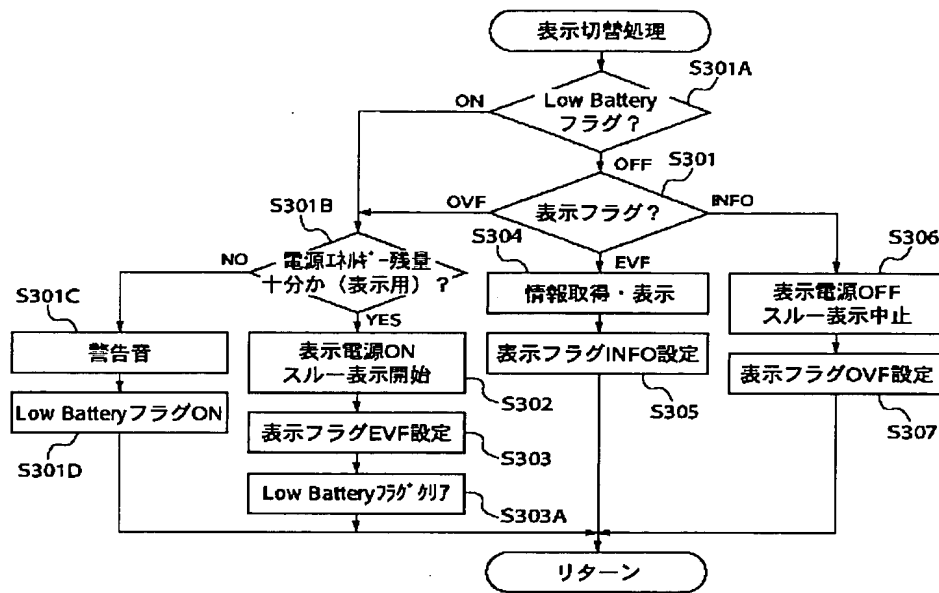 表示切替処理
S301A
ON
Low Battery
フラグ？
OFF
S301
OVF
表示フラグ？
INFO
S301B
S304
EVF
S306
NO
電源エネルギー残量
十分か（表示用）？
情報取得・表示
表示電源OFF
スルー表示中止
S301C
YES
警告音
表示電源ON
スルー表示開始
表示フラグINFO設定
表示フラグOVF設定
S302
S305
S307
Low BatteryフラグON
表示フラグEVF設定
S303
S301D
Low Batteryフラグクリア
S303A
リターン